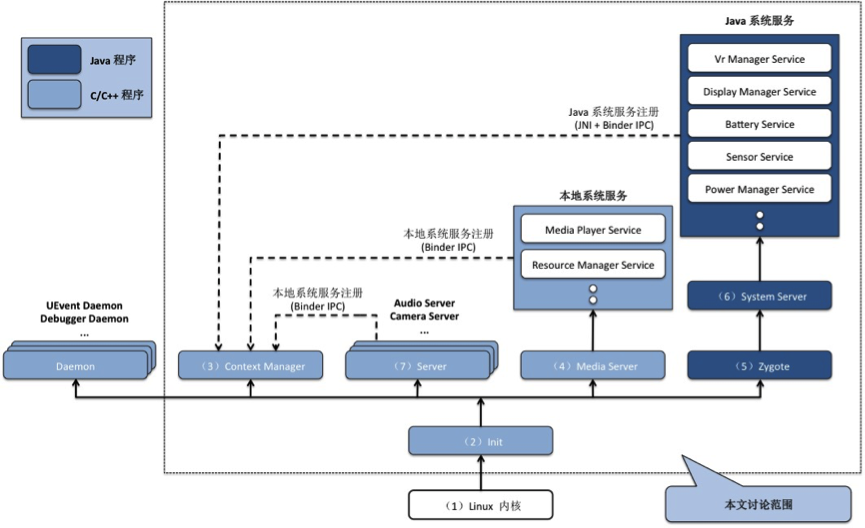 Java 系统服务
Java 程序
C/C++ 程序
Vr Manager Service
Display Manager Service
Battery Service
Sensor Service
Power Manager Service
Java 系统服务注册
(JNI + Binder IPC)
本地系统服务
Media Player Service
Resource Manager Service
本地系统服务注册
(Binder IPC)
本地系统服务注册
(Binder IPC)
UEvent Daemon
Debugger Daemon
...
Audio Server
Camera Server
...
（6）System Server
Daemon
（3）Context Manager
（7）Server
（4）Media Server
（5）Zygote
（2）Init
（1）Linux 内核
本文讨论范围